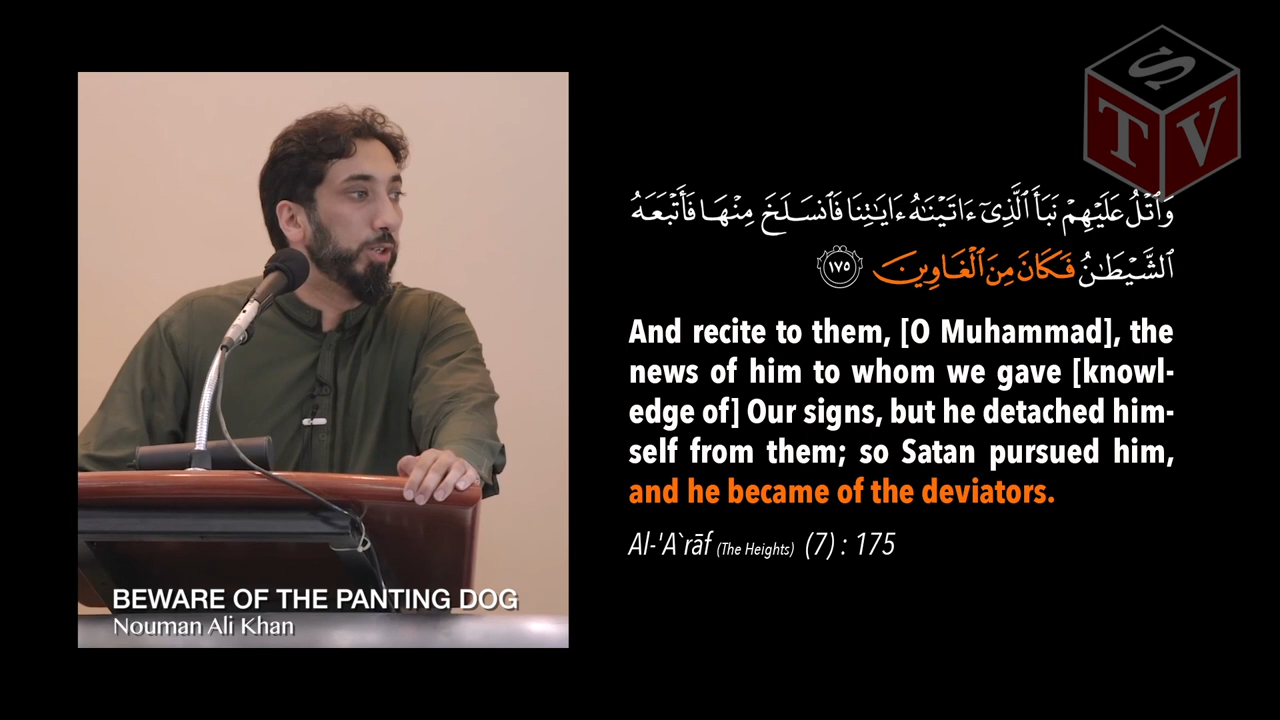 STV
وَٱتْلُ عَلَيْهِمْ نَبَأَ ٱلَّذِىٓ ءَاتَيْنَـٰهُ ءَايَـٰتِنَا فَٱنسَلَخَ مِنْهَا فَأَتْبَعَهُ
ٱلشَّيْطَـٰنُ فَكَانَ مِنَ ٱلْغَاوِينَ ١٧٥
And recite to them, [O Muhammad], the
news of him to whom we gave [knowl-
edge of] Our signs, but he detached him-
self from them; so Satan pursued him,
and he became of the deviators.
Al-'A`rāf (The Heights) (7) : 175
BEWARE OF THE PANTING DOG
Nouman Ali Khan